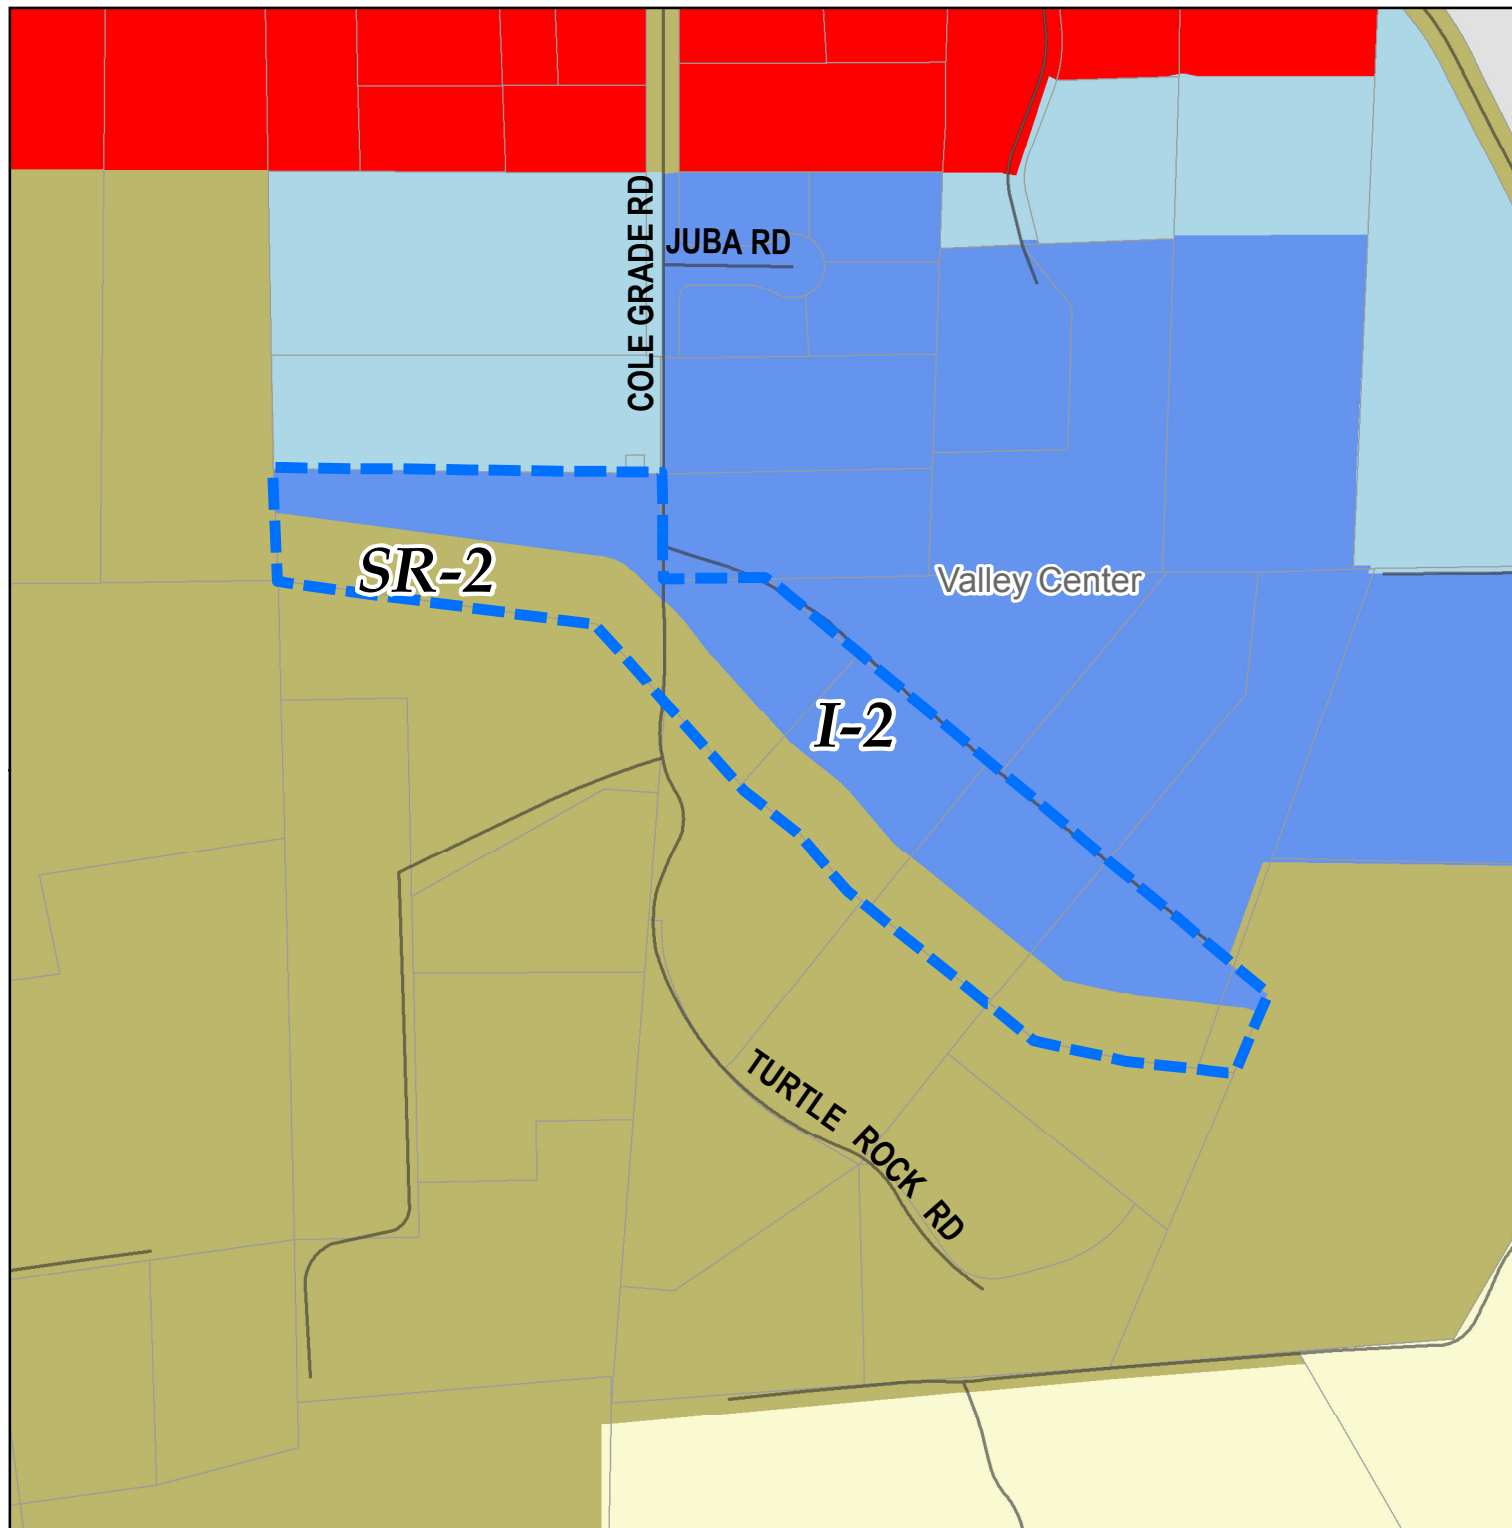 COLE GRADE RD
JUBA RD
SR-2
Valley Center
I-2
TURTLE ROCK RD